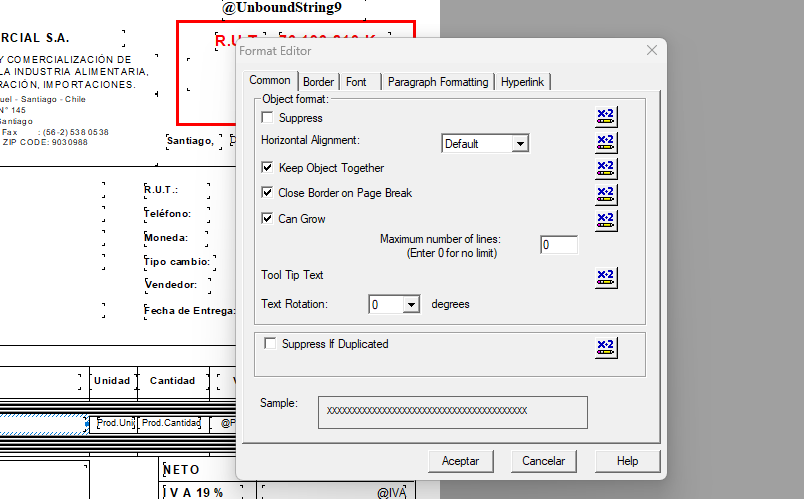 @UnboundString9
RCIAL S.A.
Y COMERCIALIZACIÓN DE
LA INDUSTRIA ALIMENTARIA,
RACIÓN, IMPORTACIONES.
uel - Santiago - Chile
N° 145
Santiago
Fax : (56-2) 538 0538
ZIP CODE: 9030988
Santiago,
R.U.T.:
Teléfono:
Moneda:
Tipo cambio:
Vendedor:
Fecha de Entrega:
Unidad Cantidad
Prod.Uni Prod.Cantidad @P
NETO
I V A 19 % @IVA
Format Editor
Common Border Font Paragraph Formatting Hyperlink
Object format:
Suppress
Horizontal Alignment: Default
Keep Object Together
Close Border on Page Break
Can Grow
Maximum number of lines: 0
(Enter 0 for no limit)
Tool Tip Text
Text Rotation: 0 degrees
Suppress If Duplicated
Sample: XXXXXXXXXXXXXXXXXXXXXXXXXXXXXXXXXXXXXXXX
Aceptar Cancelar Help